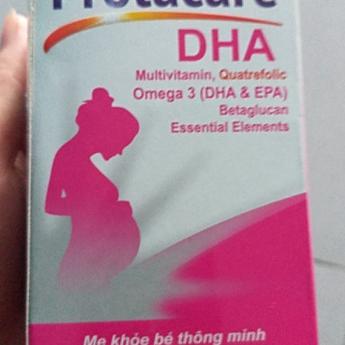 DHA
Multivitamin, Quatrefolic
Omega 3 (DHA & EPA)
Betaglucan
Essential Elements
Mẹ khỏe bé thông minh